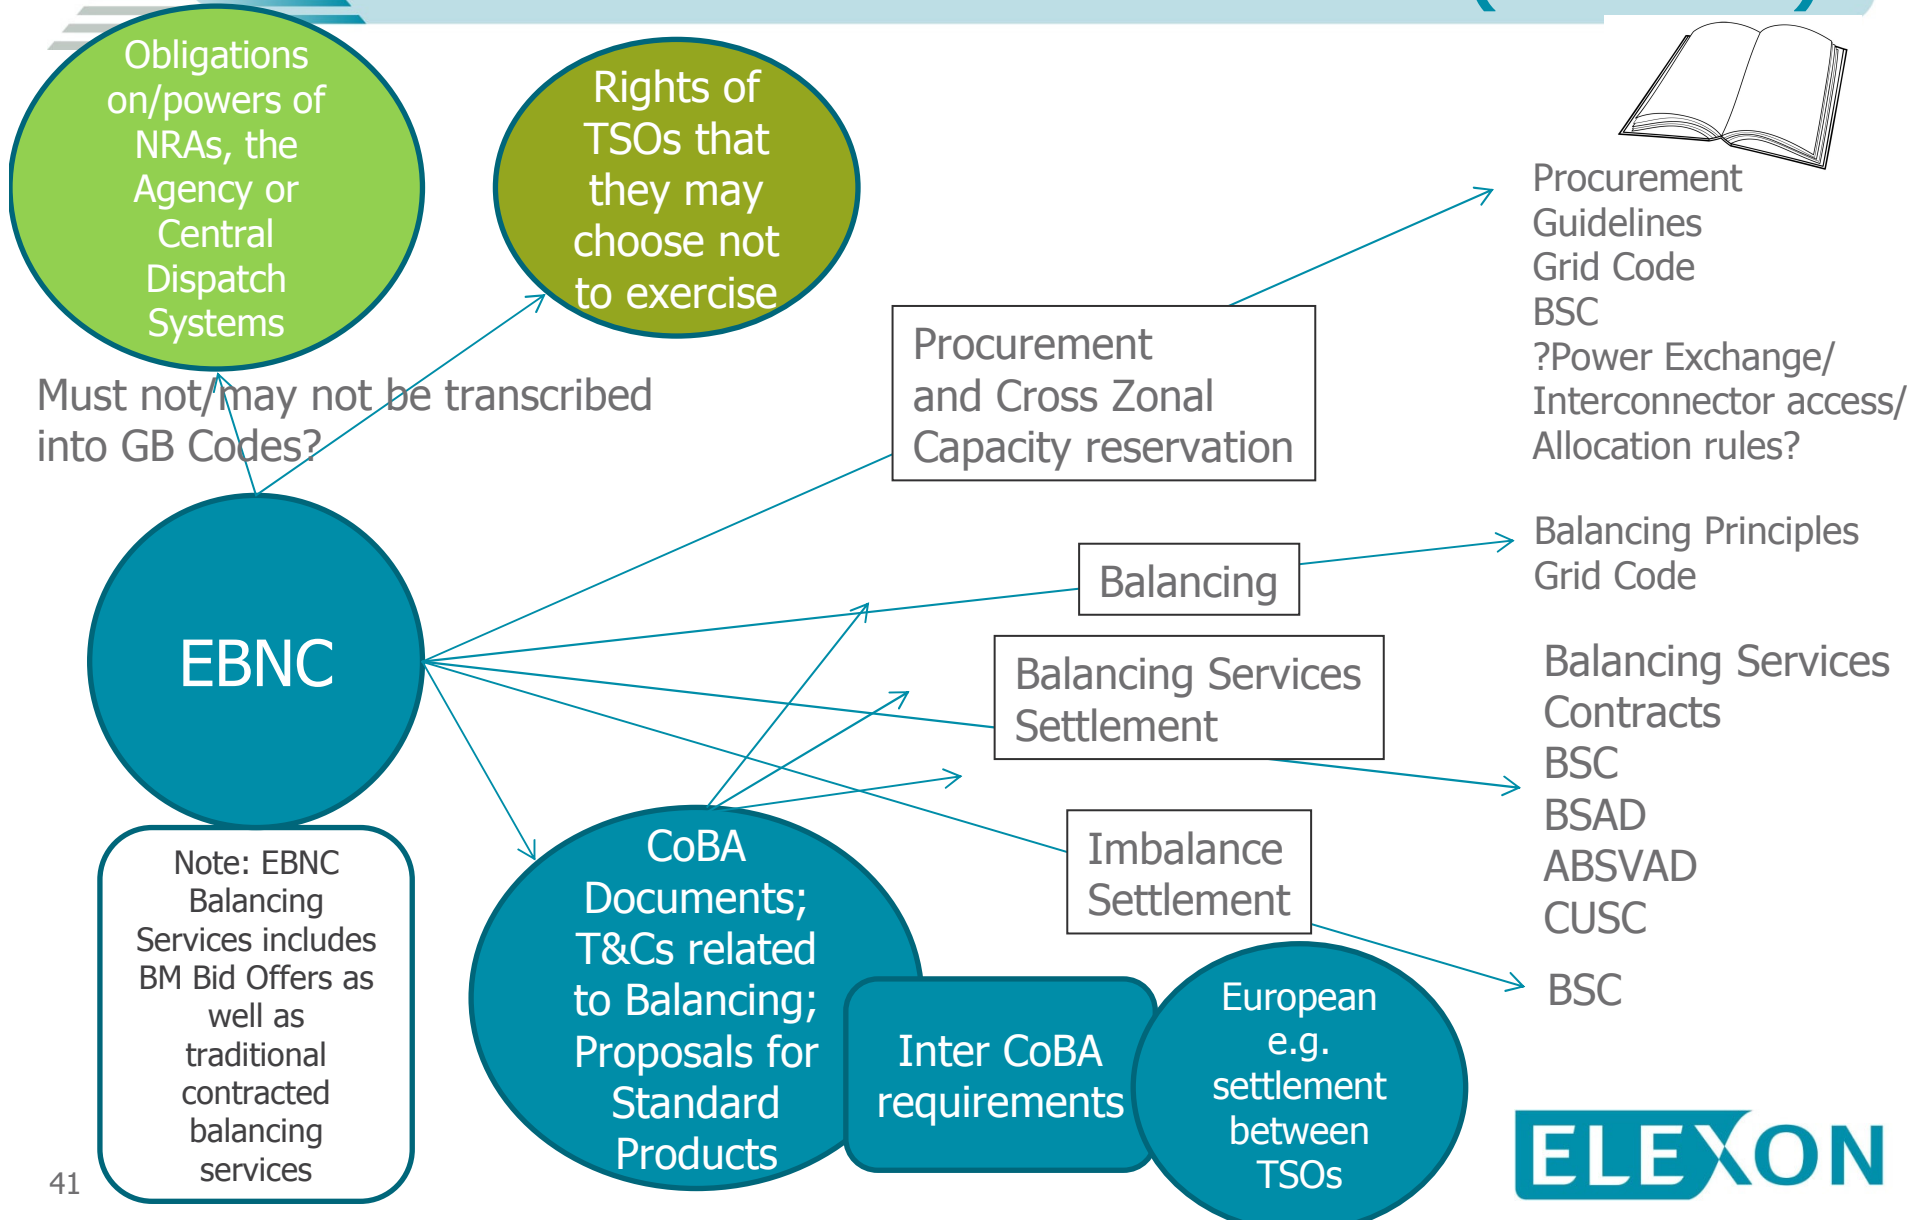 Obligations
on/powers of
NRAs, the
Agency or
Central
Dispatch
Systems
Rights of
TSOs that
they may
choose not
to exercise
Must not/may not be transcribed
into GB Codes?
EBNC
Note: EBNC
Balancing
Services includes
BM Bid Offers as
well as
traditional
contracted
balancing
services
Procurement
and Cross Zonal
Capacity reservation
Balancing
Balancing Services
Settlement
Imbalance
Settlement
CoBA
Documents;
T&Cs related
to Balancing;
Proposals for
Standard
Products
Inter CoBA
requirements
European
e.g.
settlement
between
TSOs
Procurement
Guidelines
Grid Code
BSC
?Power Exchange/
Interconnector access/
Allocation rules?
Balancing Principles
Grid Code
Balancing Services
Contracts
BSC
BSAD
ABSVAD
CUSC
BSC
41
ELEXON